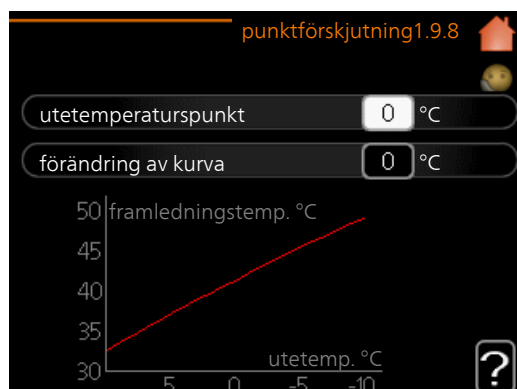 punktförskjutning1.9.8
utetemperaturspunkt 0 °C
förändring av kurva 0 °C
50 framledningstemp. °C
45
40
35
utetemp. °C
30
5 0 -5 -10
?